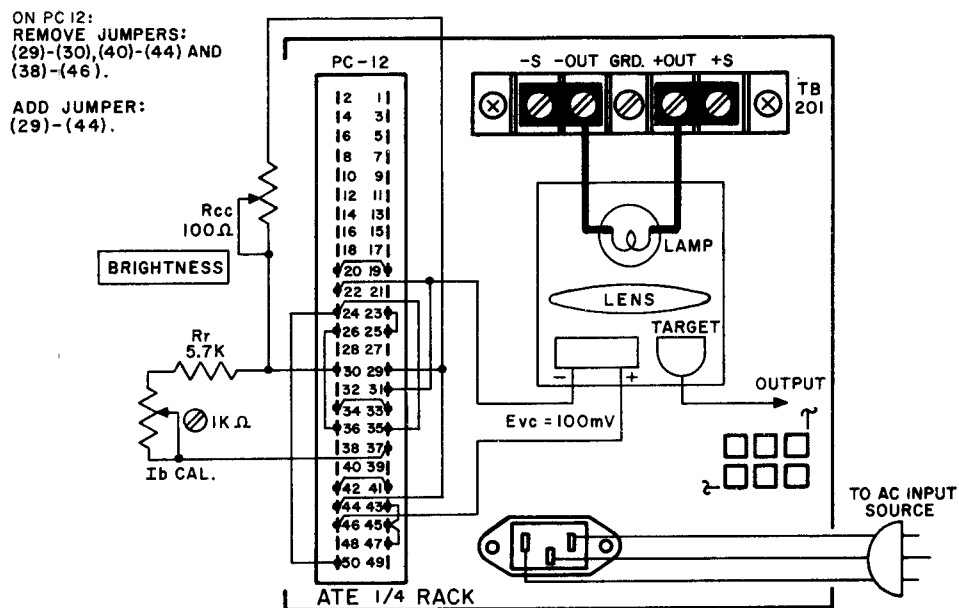 ON PC 12:
REMOVE JUMPERS:
(29)-(30),(40)-(44) AND
(38)-(46).
ADD JUMPER:
(29)-(44).
PC-12
-S -OUT GRD. +OUT +S
TB
201
2 1
4 3
6 5
8 7
10 9
12 11
14 13
16 15
18 17
20 19
22 21
24 23
26 25
28 27
30 29
32 31
34 33
36 35
38 37
40 39
42 41
44 43
46 45
48 47
50 49
Rcc
100Ω
BRIGHTNESS
Rr
5.7K
1KΩ
Ib CAL.
LAMP
LENS
TARGET
- +
OUTPUT
Evc = 100mV
TO AC INPUT
SOURCE
ATE 1/4 RACK